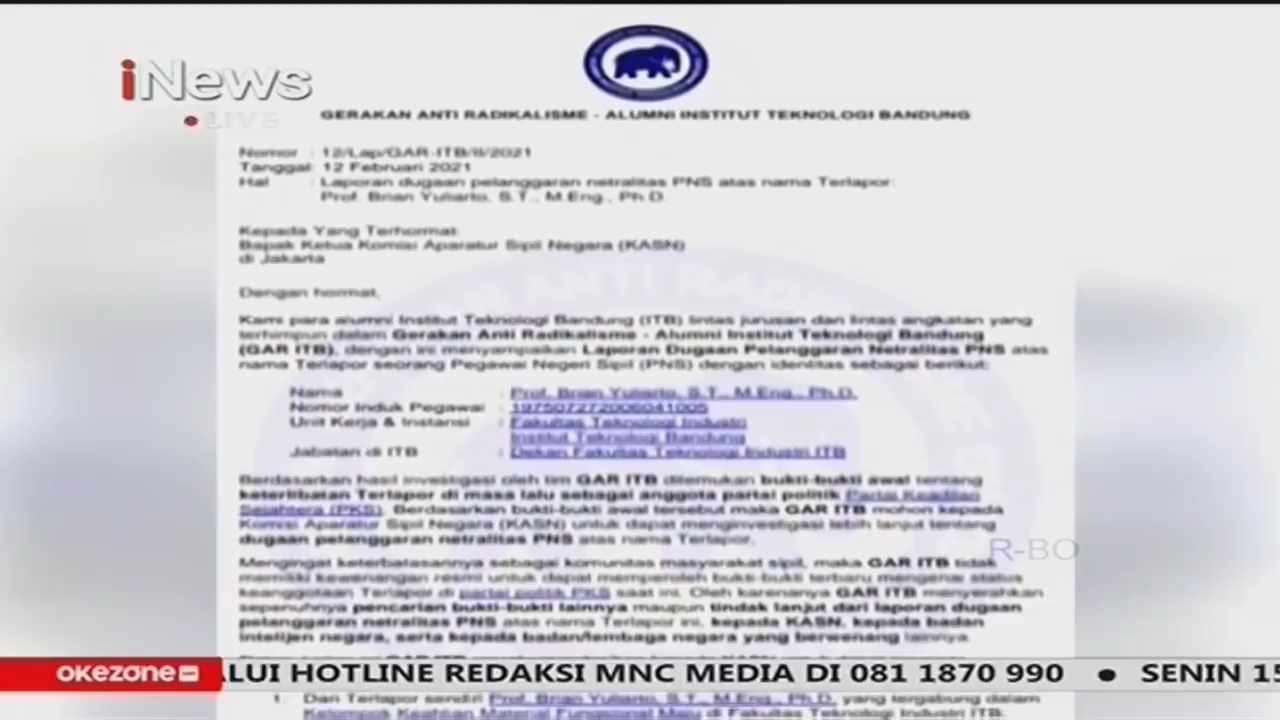 iNews
LIVE
GERAKAN ANTI RADIKALISME - ALUMNI INSTITUT TEKNOLOGI BANDUNG
Nomor : 12/Lap/GAR-ITB/II/2021
Tanggal: 12 Februari 2021
Hal : Laporan dugaan pelanggaran netralitas PNS atas nama Terlapor:
Prof. Brian Yuliarto, S.T., M.Eng., Ph.D.
Kepada Yang Terhormat
Bapak Ketua Komisi Aparatur Sipil Negara (KASN)
di Jakarta
Dengan hormat,
Kami para alumni Institut Teknologi Bandung (ITB) lintas jurusan dan lintas angkatan yang
terhimpun dalam Gerakan Anti Radikalisme - Alumni Institut Teknologi Bandung
(GAR ITB), dengan ini menyampaikan Laporan Dugaan Pelanggaran Netralitas PNS atas
nama Terlapor seorang Pegawai Negeri Sipil (PNS) dengan identitas sebagai berikut:
Nama : Prof. Brian Yuliarto, S.T., M.Eng., Ph.D.
Nomor Induk Pegawai : 197507272006041005
Unit Kerja & Instansi : Fakultas Teknologi Industri
Institut Teknologi Bandung
Jabatan di ITB : Dekan Fakultas Teknologi Industri ITB
Berdasarkan hasil investigasi oleh tim GAR ITB ditemukan bukti-bukti awal tentang
keterlibatan Terlapor di masa lalu sebagai anggota partai politik Partai Keadilan
Sejahtera (PKS). Berdasarkan bukti-bukti awal tersebut maka GAR ITB mohon kepada
Komisi Aparatur Sipil Negara (KASN) untuk dapat menginvestigasi lebih lanjut tentang
dugaan pelanggaran netralitas PNS atas nama Terlapor.
R-BO
Mengingat keterbatasannya sebagai komunitas masyarakat sipil, maka GAR ITB tidak
memiliki kewenangan resmi untuk dapat memperoleh bukti-bukti terbaru mengenai status
keanggotaan Terlapor di partai politik PKS saat ini. Oleh karenanya GAR ITB menyerahkan
sepenuhnya pencarian bukti-bukti lainnya maupun tindak lanjut dari laporan dugaan
pelanggaran netralitas PNS atas nama Terlapor ini, kepada KASN, kepada badan
intelijen negara, serta kepada badan/lembaga negara yang berwenang lainnya.
okezone
ALUI HOTLINE REDAKSI MNC MEDIA DI 081 1870 990 ● SENIN 15
1. Dari Terlapor sendiri Prof. Brian Yuliarto, S.T., M.Eng., Ph.D. yang tergabung dalam
Kelompok Keahlian Material Fungsional Maju di Fakultas Teknologi Industri ITB.